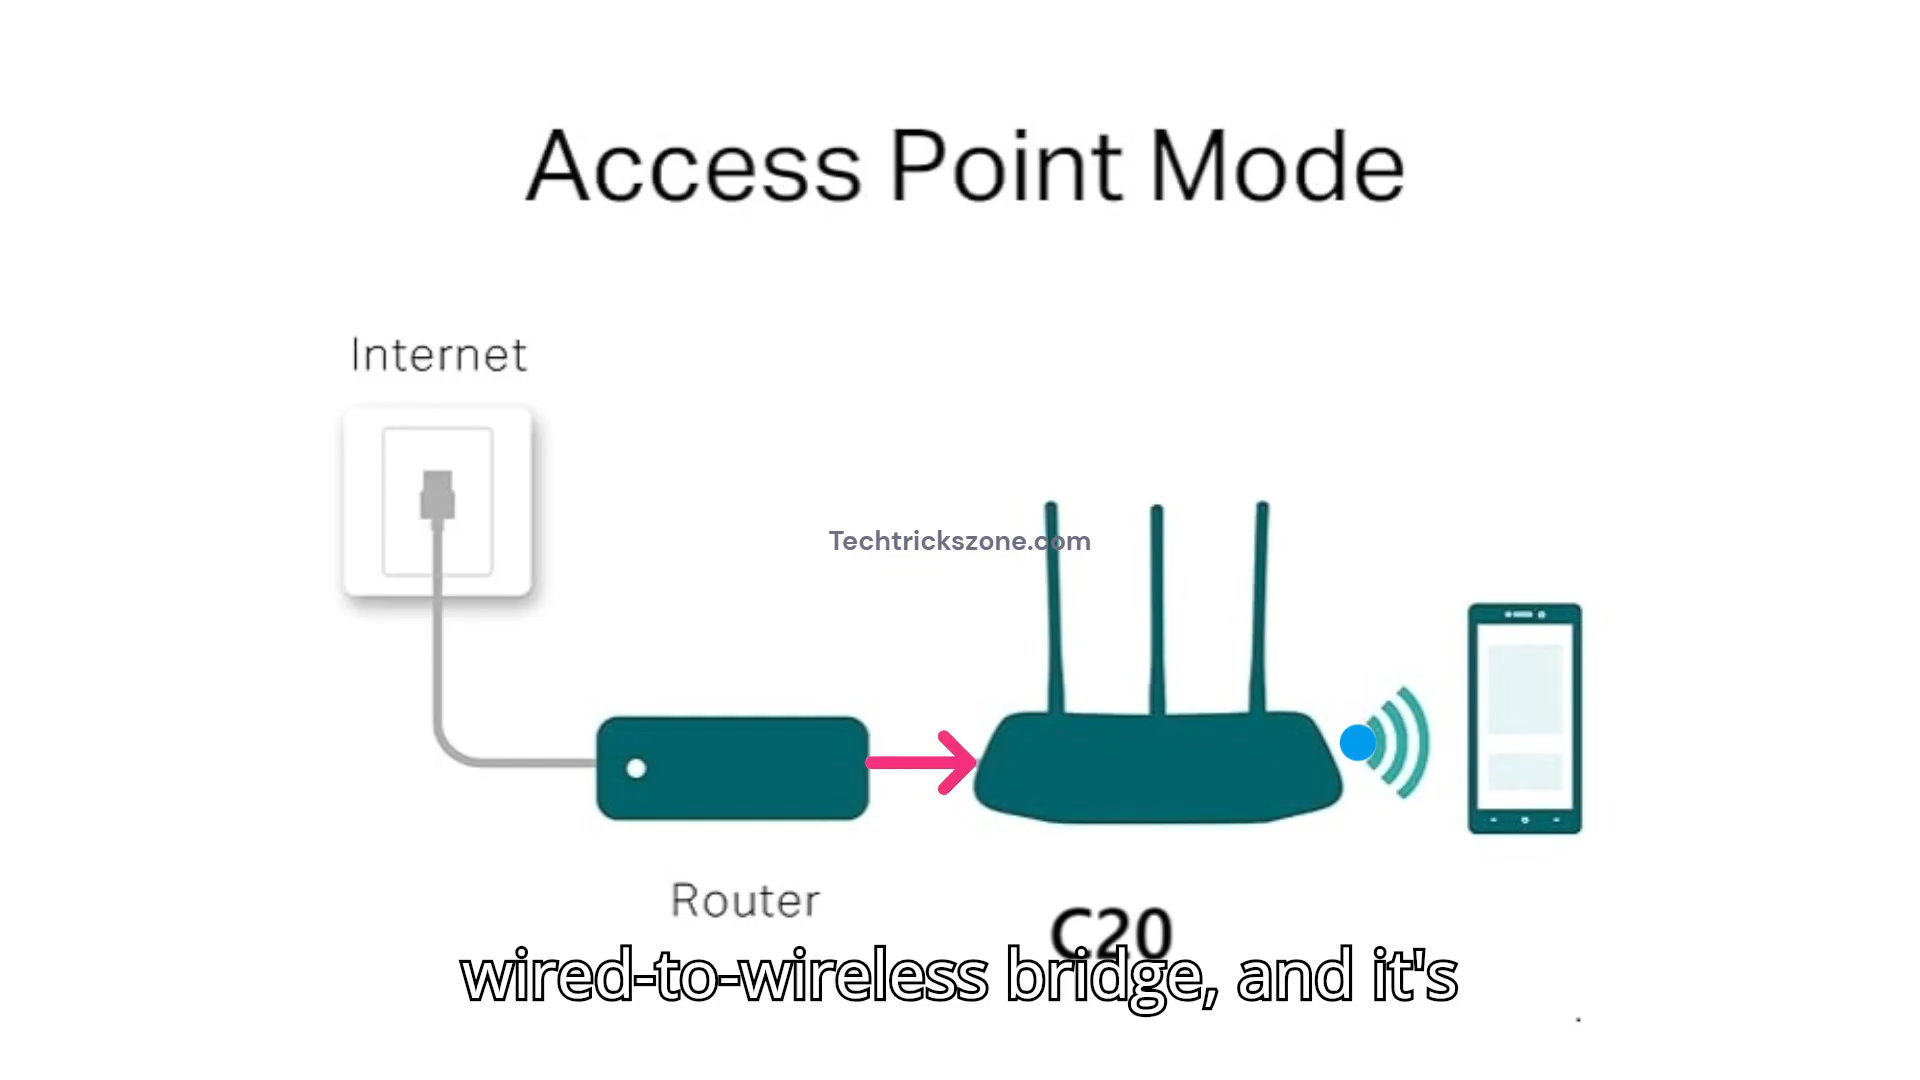 Access Point Mode
Internet
Techtrickszone.com
Router
C20
wired-to-wireless bridge, and it's